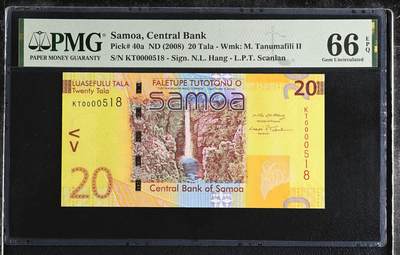 PMG
PAPER MONEY GUARANTY
Samoa, Central Bank
Pick# 40a ND (2008) 20 Tala - Wmk: M. Tanumafili II
S/N KT0000518 - Sign. N.L. Hang - L.P.T. Scanlan
66 EPQ
Gem Uncirculated
LUASEFULU TALA
Twenty Tala
KT0000518
FALETUPE TUTOTONU O
samoa
20
KT0000518
20
Central Bank of Samoa